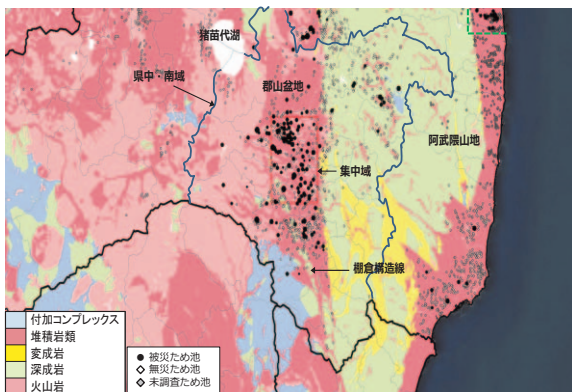 猪苗代湖
県中・南域
郡山盆地
阿武隈山地
集中域
棚倉構造線
付加コンプレックス
堆積岩類
変成岩
深成岩
火山岩
被災ため池
無災ため池
未調査ため池